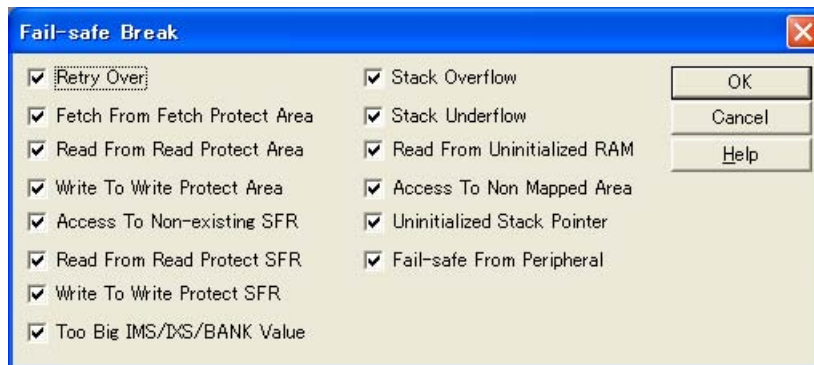 Fail-safe Break
Retry Over
Fetch From Fetch Protect Area
Read From Read Protect Area
Write To Write Protect Area
Access To Non-existing SFR
Read From Read Protect SFR
Write To Write Protect SFR
Too Big IMS/IXS/BANK Value
Stack Overflow
Stack Underflow
Read From Uninitialized RAM
Access To Non Mapped Area
Uninitialized Stack Pointer
Fail-safe From Peripheral
OK
Cancel
Help